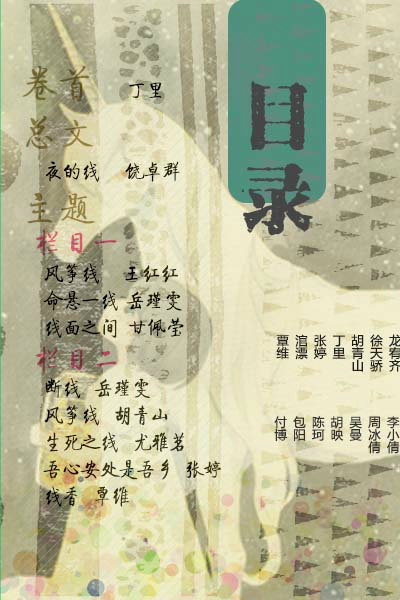 目录
卷首
丁里
总文
夜的线 饶卓群
主题
栏目一
风筝线 王红红
命悬一线 岳瑾雯
线面之间 甘佩莹
栏目二
断线 岳瑾雯
风筝线 胡青山
生死之线 尤雅茗
吾心安处是吾乡 张婷
线香 覃维
龙宥齐
徐天骄
胡青山
丁里
张婷
涫漂
覃维
李小倩
周冰倩
吴曼
胡映
陈珂
包阳
付博